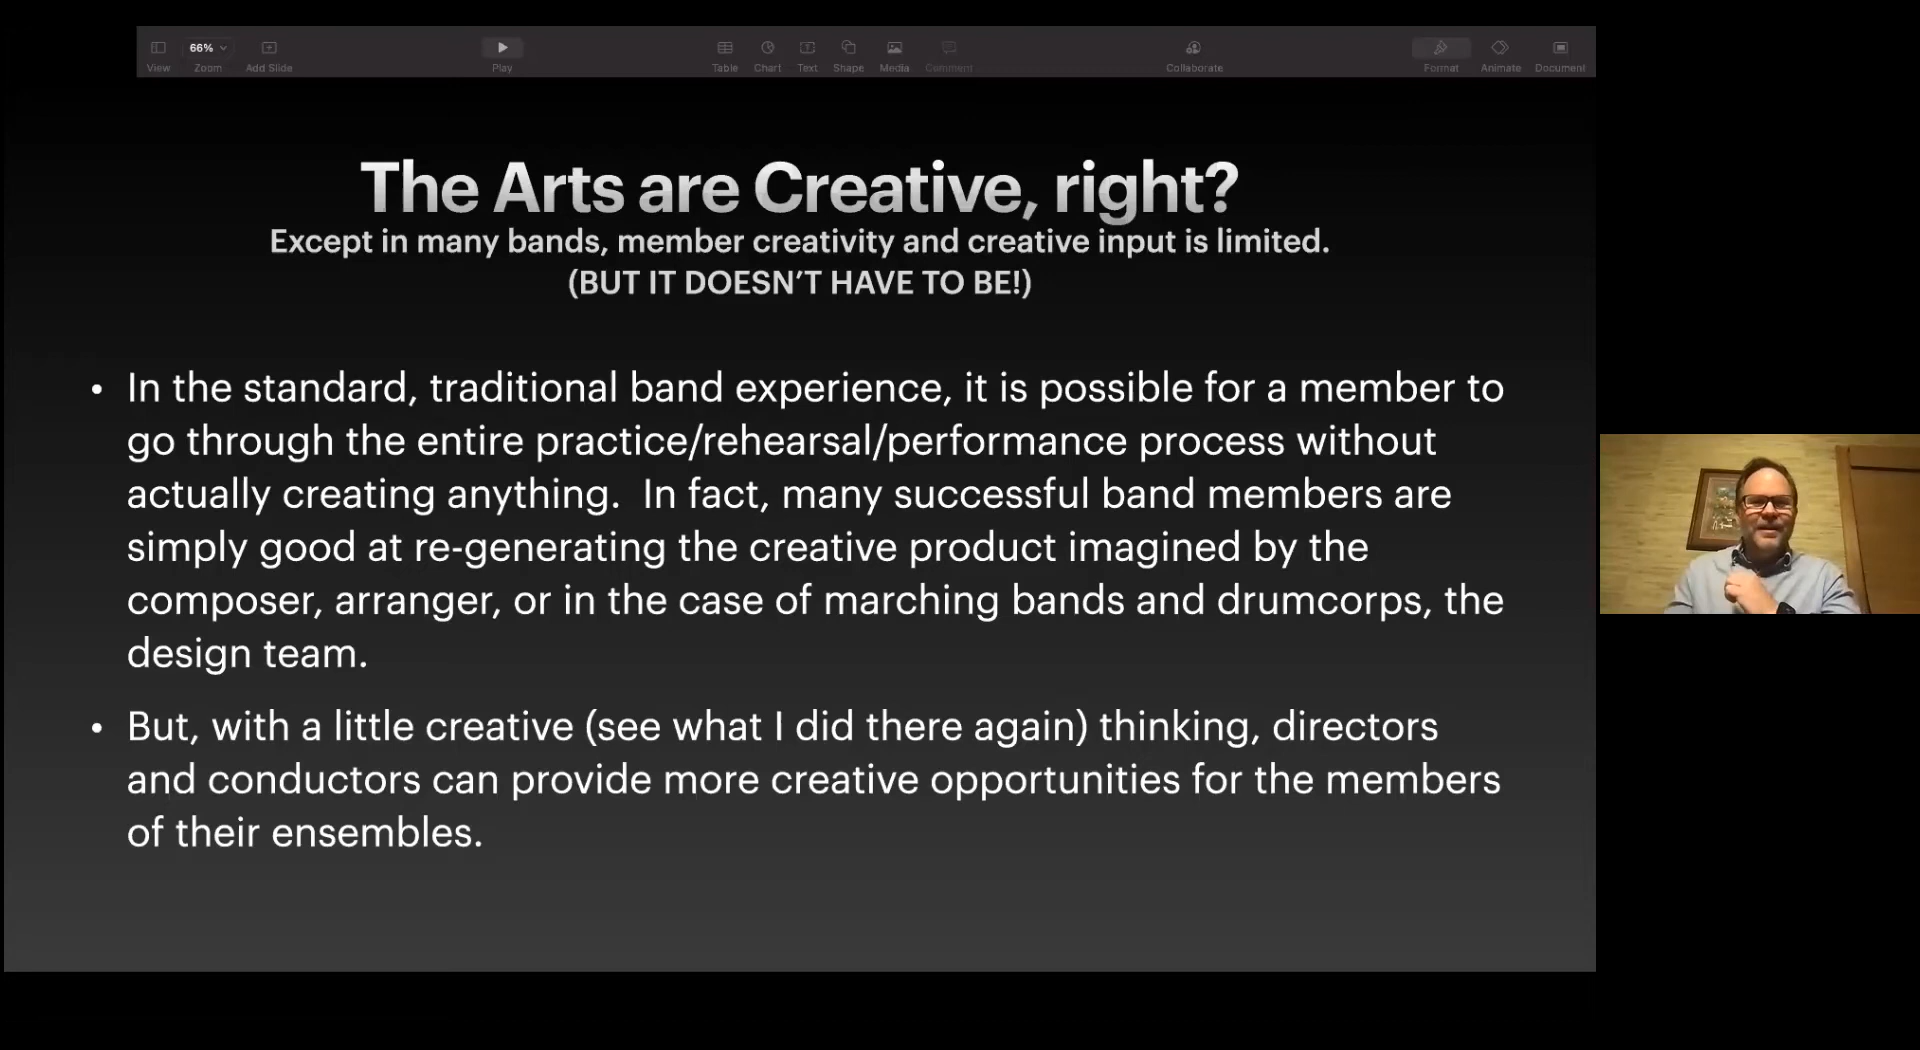 66%
View Zoom Add Slide Play Table Chart Text Shape Media Comment Collaborate Format Animate Document
The Arts are Creative, right?
Except in many bands, member creativity and creative input is limited.
(BUT IT DOESN'T HAVE TO BE!)
• In the standard, traditional band experience, it is possible for a member to
go through the entire practice/rehearsal/performance process without
actually creating anything.  In fact, many successful band members are
simply good at re-generating the creative product imagined by the
composer, arranger, or in the case of marching bands and drumcorps, the
design team.
• But, with a little creative (see what I did there again) thinking, directors
and conductors can provide more creative opportunities for the members
of their ensembles.